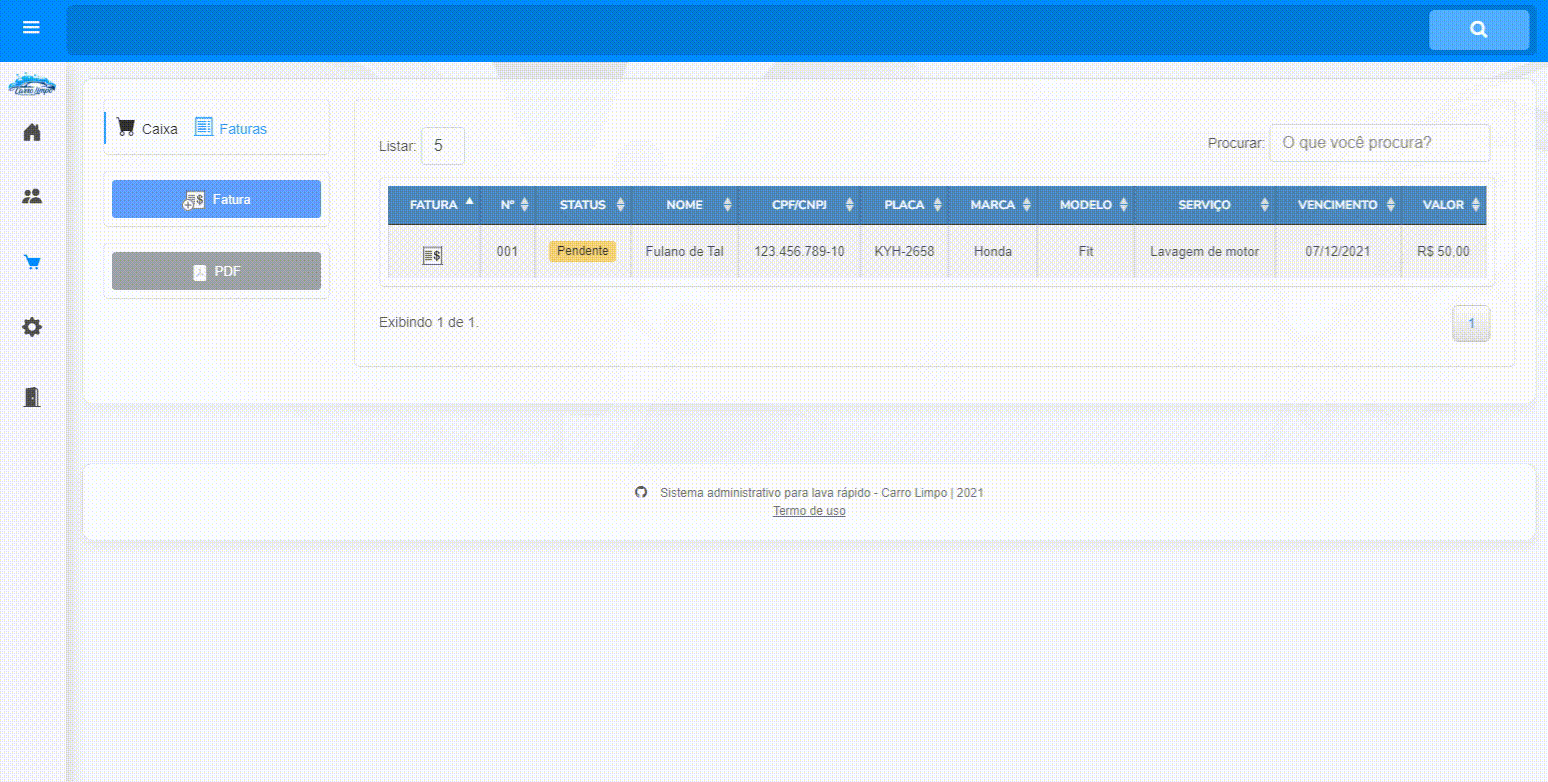 Carro Limpo
Caixa Faturas
Fatura
PDF
Listar: 5
Procurar: O que você procura?
FATURA Nº STATUS NOME CPF/CNPJ PLACA MARCA MODELO SERVIÇO VENCIMENTO VALOR
001 Pendente Fulano de Tal 123.456.789-10 KYH-2658 Honda Fit Lavagem de motor 07/12/2021 R$ 50,00
Exibindo 1 de 1.
1
Sistema administrativo para lava rápido - Carro Limpo | 2021
Termo de uso